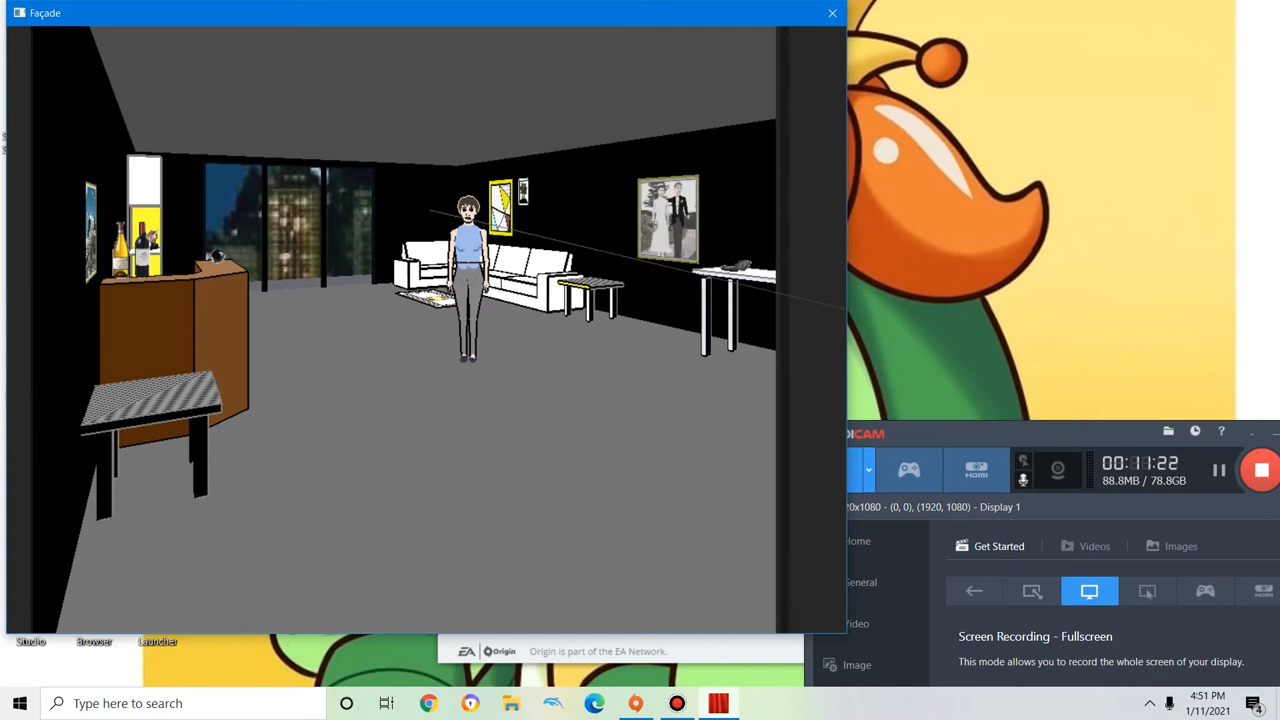 Façade
DICAM
00:11:22
88.8MB / 78.8GB
HDMI
20x1080 - (0, 0), (1920, 1080) - Display 1
Home
Get Started
Videos
Images
General
Video
Image
Screen Recording - Fullscreen
This mode allows you to record the whole screen of your display.
Studio
Browser
Launcher
EA
Origin
Origin is part of the EA Network.
Type here to search
4:51 PM
1/11/2021
4